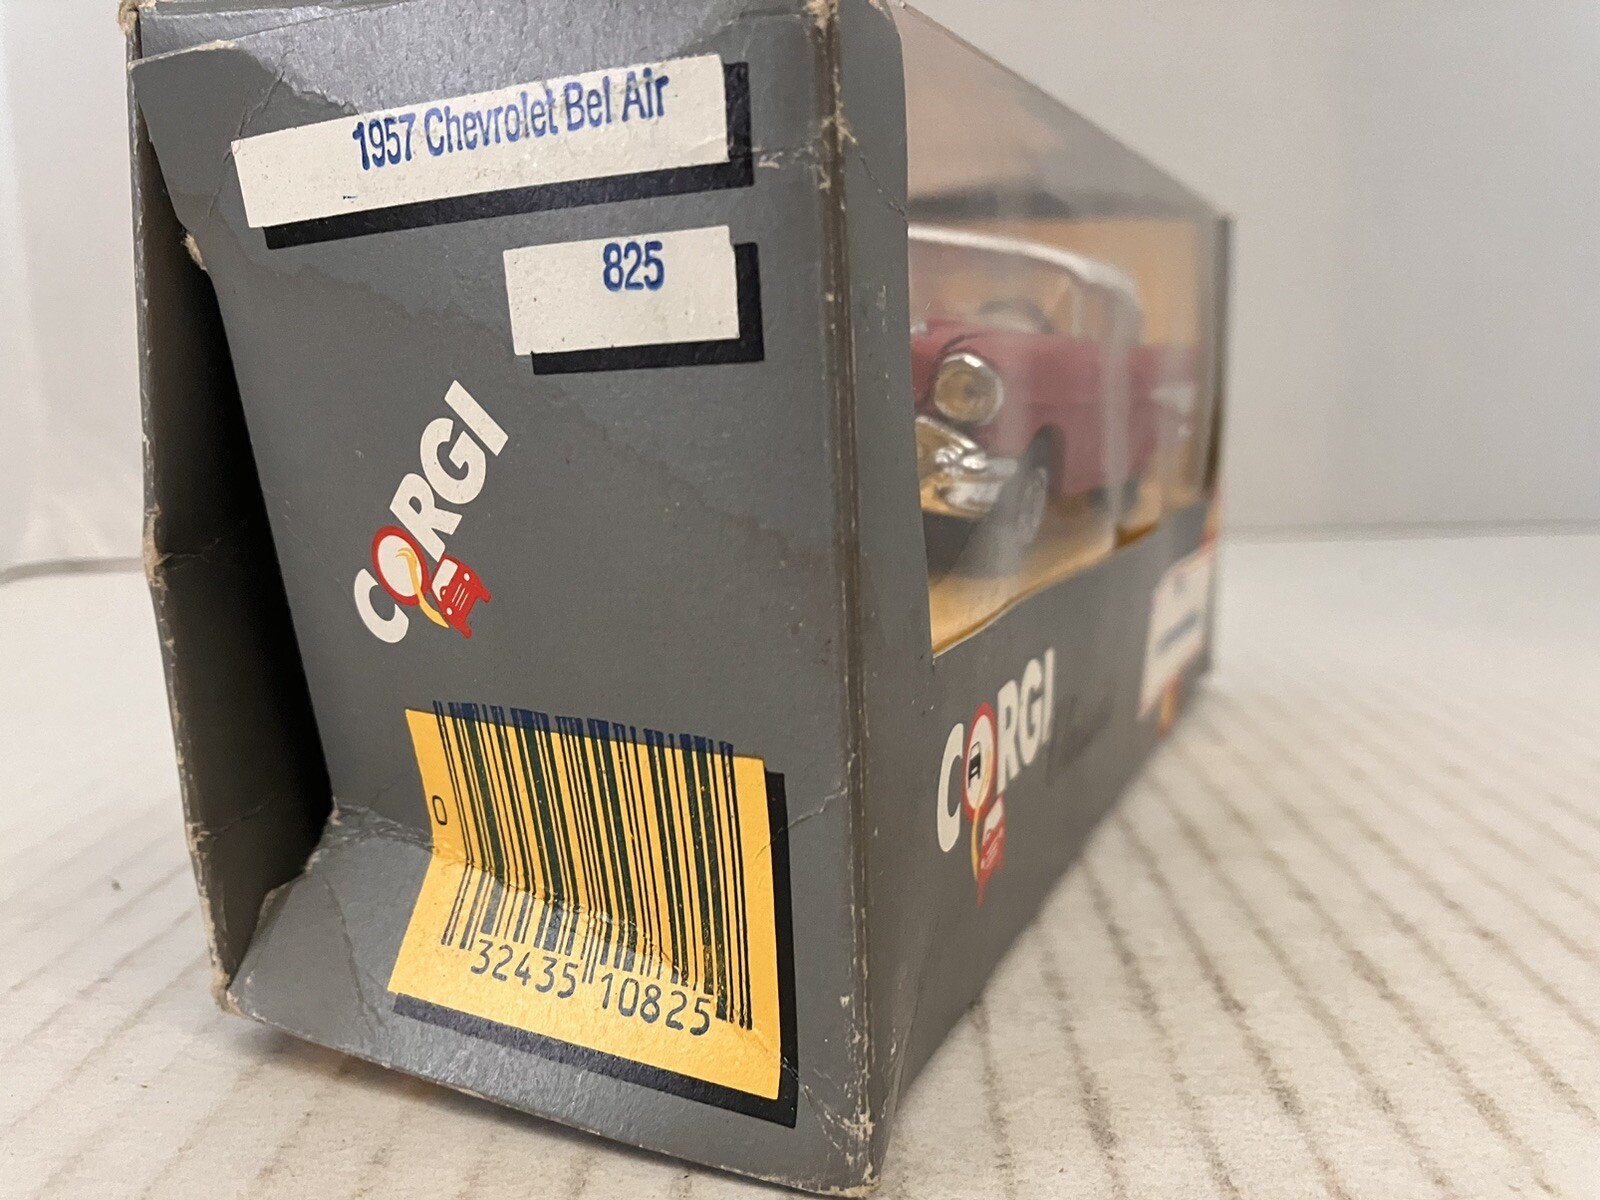 1957 Chevrolet Bel Air
825
CORGI
0 32435 10825
CORGI